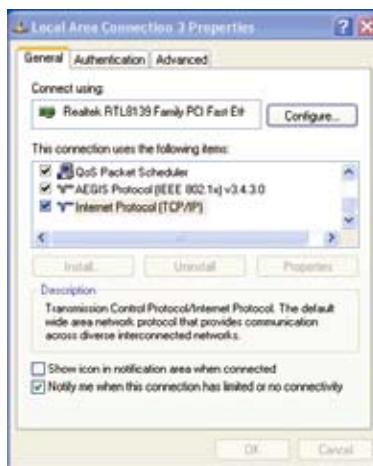 Local Area Connection 3 Properties
General Authentication Advanced
Connect using:
Realtek RTL8139 Family PCI Fast Eth
Configure...
This connection uses the following items:
QoS Packet Scheduler
AEGIS Protocol (IEEE 802.1x) v3.4.3.0
Internet Protocol (TCP/IP)
Install... Uninstall Properties
Description
Transmission Control Protocol/Internet Protocol. The default
wide area network protocol that provides communication
across diverse interconnected networks.
Show icon in notification area when connected
Notify me when this connection has limited or no connectivity
OK Cancel